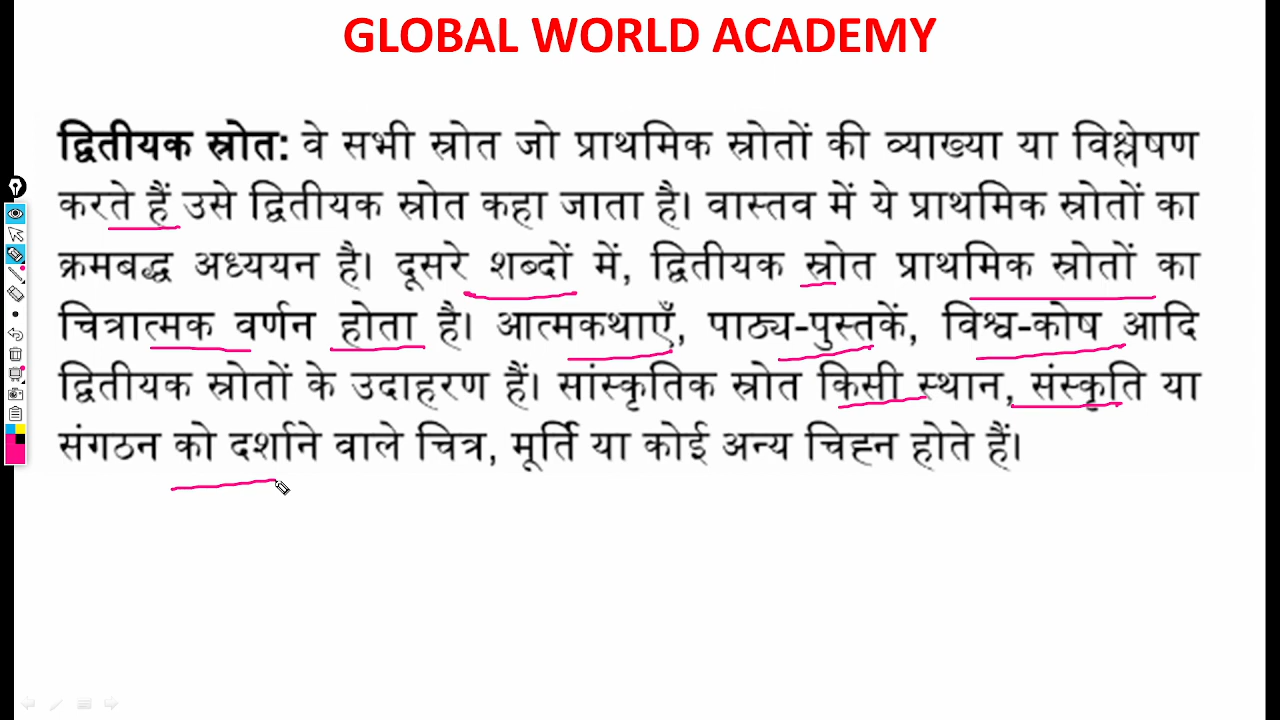 GLOBAL WORLD ACADEMY
द्वितीयक स्रोत: वे सभी स्रोत जो प्राथमिक स्रोतों की व्याख्या या विश्लेषण
करते हैं उसे द्वितीयक स्रोत कहा जाता है। वास्तव में ये प्राथमिक स्रोतों का
क्रमबद्ध अध्ययन है। दूसरे शब्दों में, द्वितीयक स्रोत प्राथमिक स्रोतों का
चित्रात्मक वर्णन होता है। आत्मकथाएँ, पाठ्य-पुस्तकें, विश्व-कोष आदि
द्वितीयक स्रोतों के उदाहरण हैं। सांस्कृतिक स्रोत किसी स्थान, संस्कृति या
संगठन को दर्शाने वाले चित्र, मूर्ति या कोई अन्य चिह्न होते हैं।